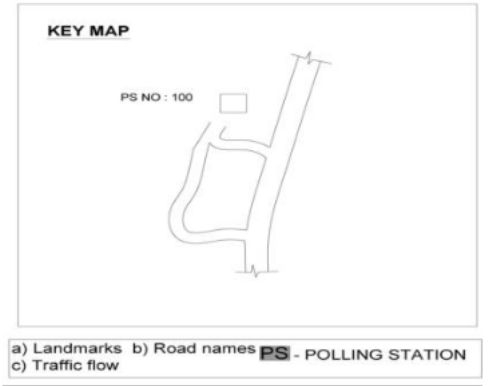 KEY MAP
PS NO : 100
a) Landmarks b) Road names PS - POLLING STATION
c) Traffic flow